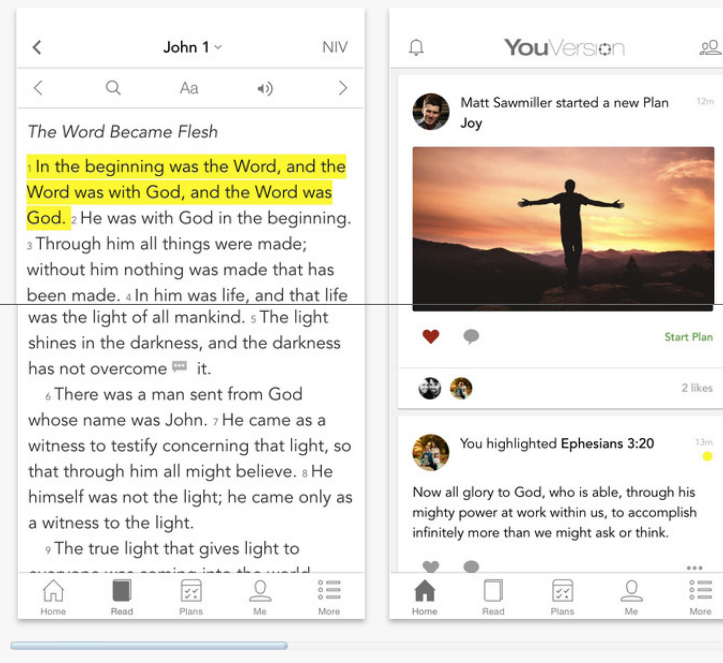 John 1
NIV
Aa
The Word Became Flesh
1 In the beginning was the Word, and the
Word was with God, and the Word was
God. 2 He was with God in the beginning.
3 Through him all things were made;
without him nothing was made that has
been made. 4 In him was life, and that life
was the light of all mankind. 5 The light
shines in the darkness, and the darkness
has not overcome it.
6 There was a man sent from God
whose name was John. 7 He came as a
witness to testify concerning that light, so
that through him all might believe. 8 He
himself was not the light; he came only as
a witness to the light.
9 The true light that gives light to
everyone was coming into the world
Home Read Plans Me More
YouVersion
Matt Sawmiller started a new Plan 12m
Joy
Start Plan
2 likes
You highlighted Ephesians 3:20 13m
Now all glory to God, who is able, through his
mighty power at work within us, to accomplish
infinitely more than we might ask or think.
Home Read Plans Me More